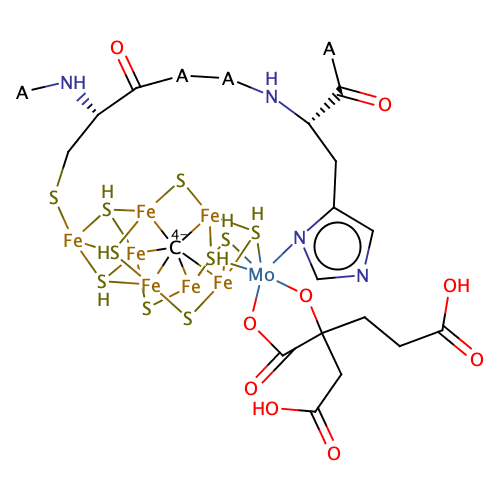 O A
A NH A A H N O
S H S Fe Fe H H S
Fe HS Fe C 4− S SH N
S H Fe Fe Fe Mo N
S S O O OH
O O
HO O